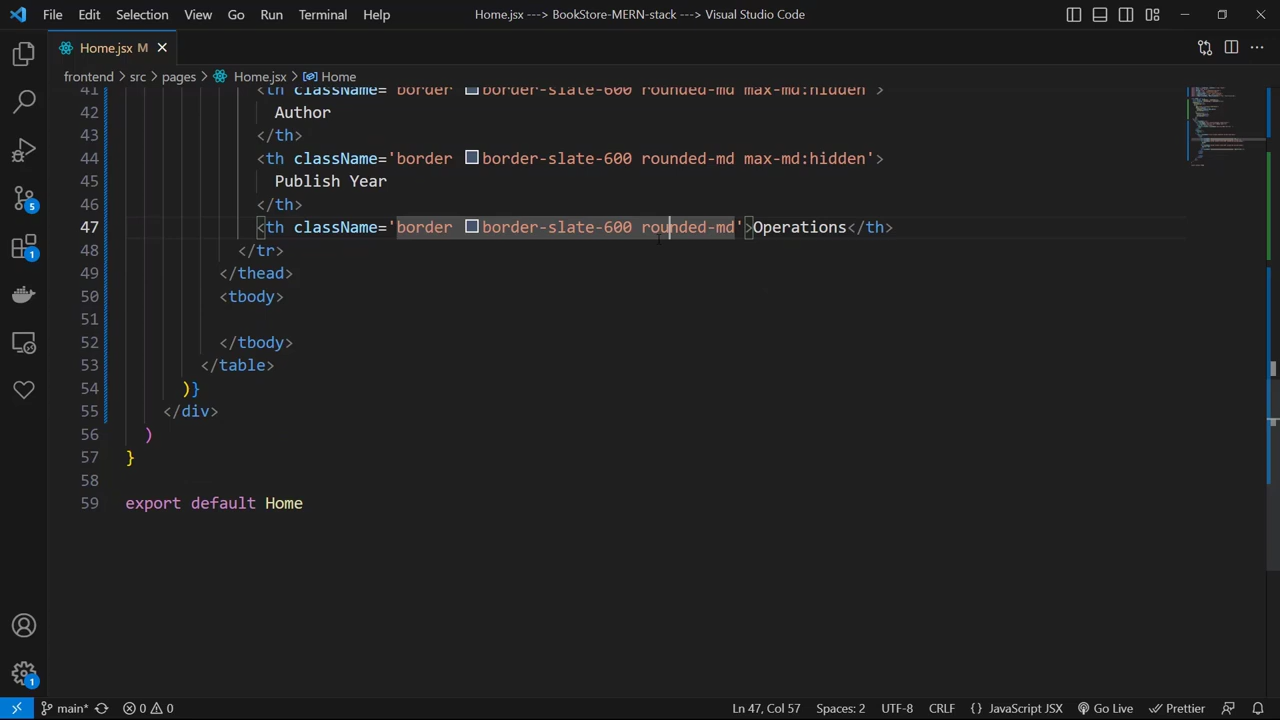 File Edit Selection View Go Run Terminal Help
Home.jsx ---> BookStore-MERN-stack ---> Visual Studio Code
Home.jsx M
frontend > src > pages > Home.jsx > Home
41 <th className='border border-slate-600 rounded-md max-md:hidden'>
42 Author
43 </th>
44 <th className='border border-slate-600 rounded-md max-md:hidden'>
45 Publish Year
46 </th>
47 <th className='border border-slate-600 rounded-md'>Operations</th>
48 </tr>
49 </thead>
50 <tbody>
51
52 </tbody>
53 </table>
54 )}
55 </div>
56 )
57 }
58
59 export default Home
5
1
1
main* 0 0 Ln 47, Col 57 Spaces: 2 UTF-8 CRLF {} JavaScript JSX Go Live Prettier